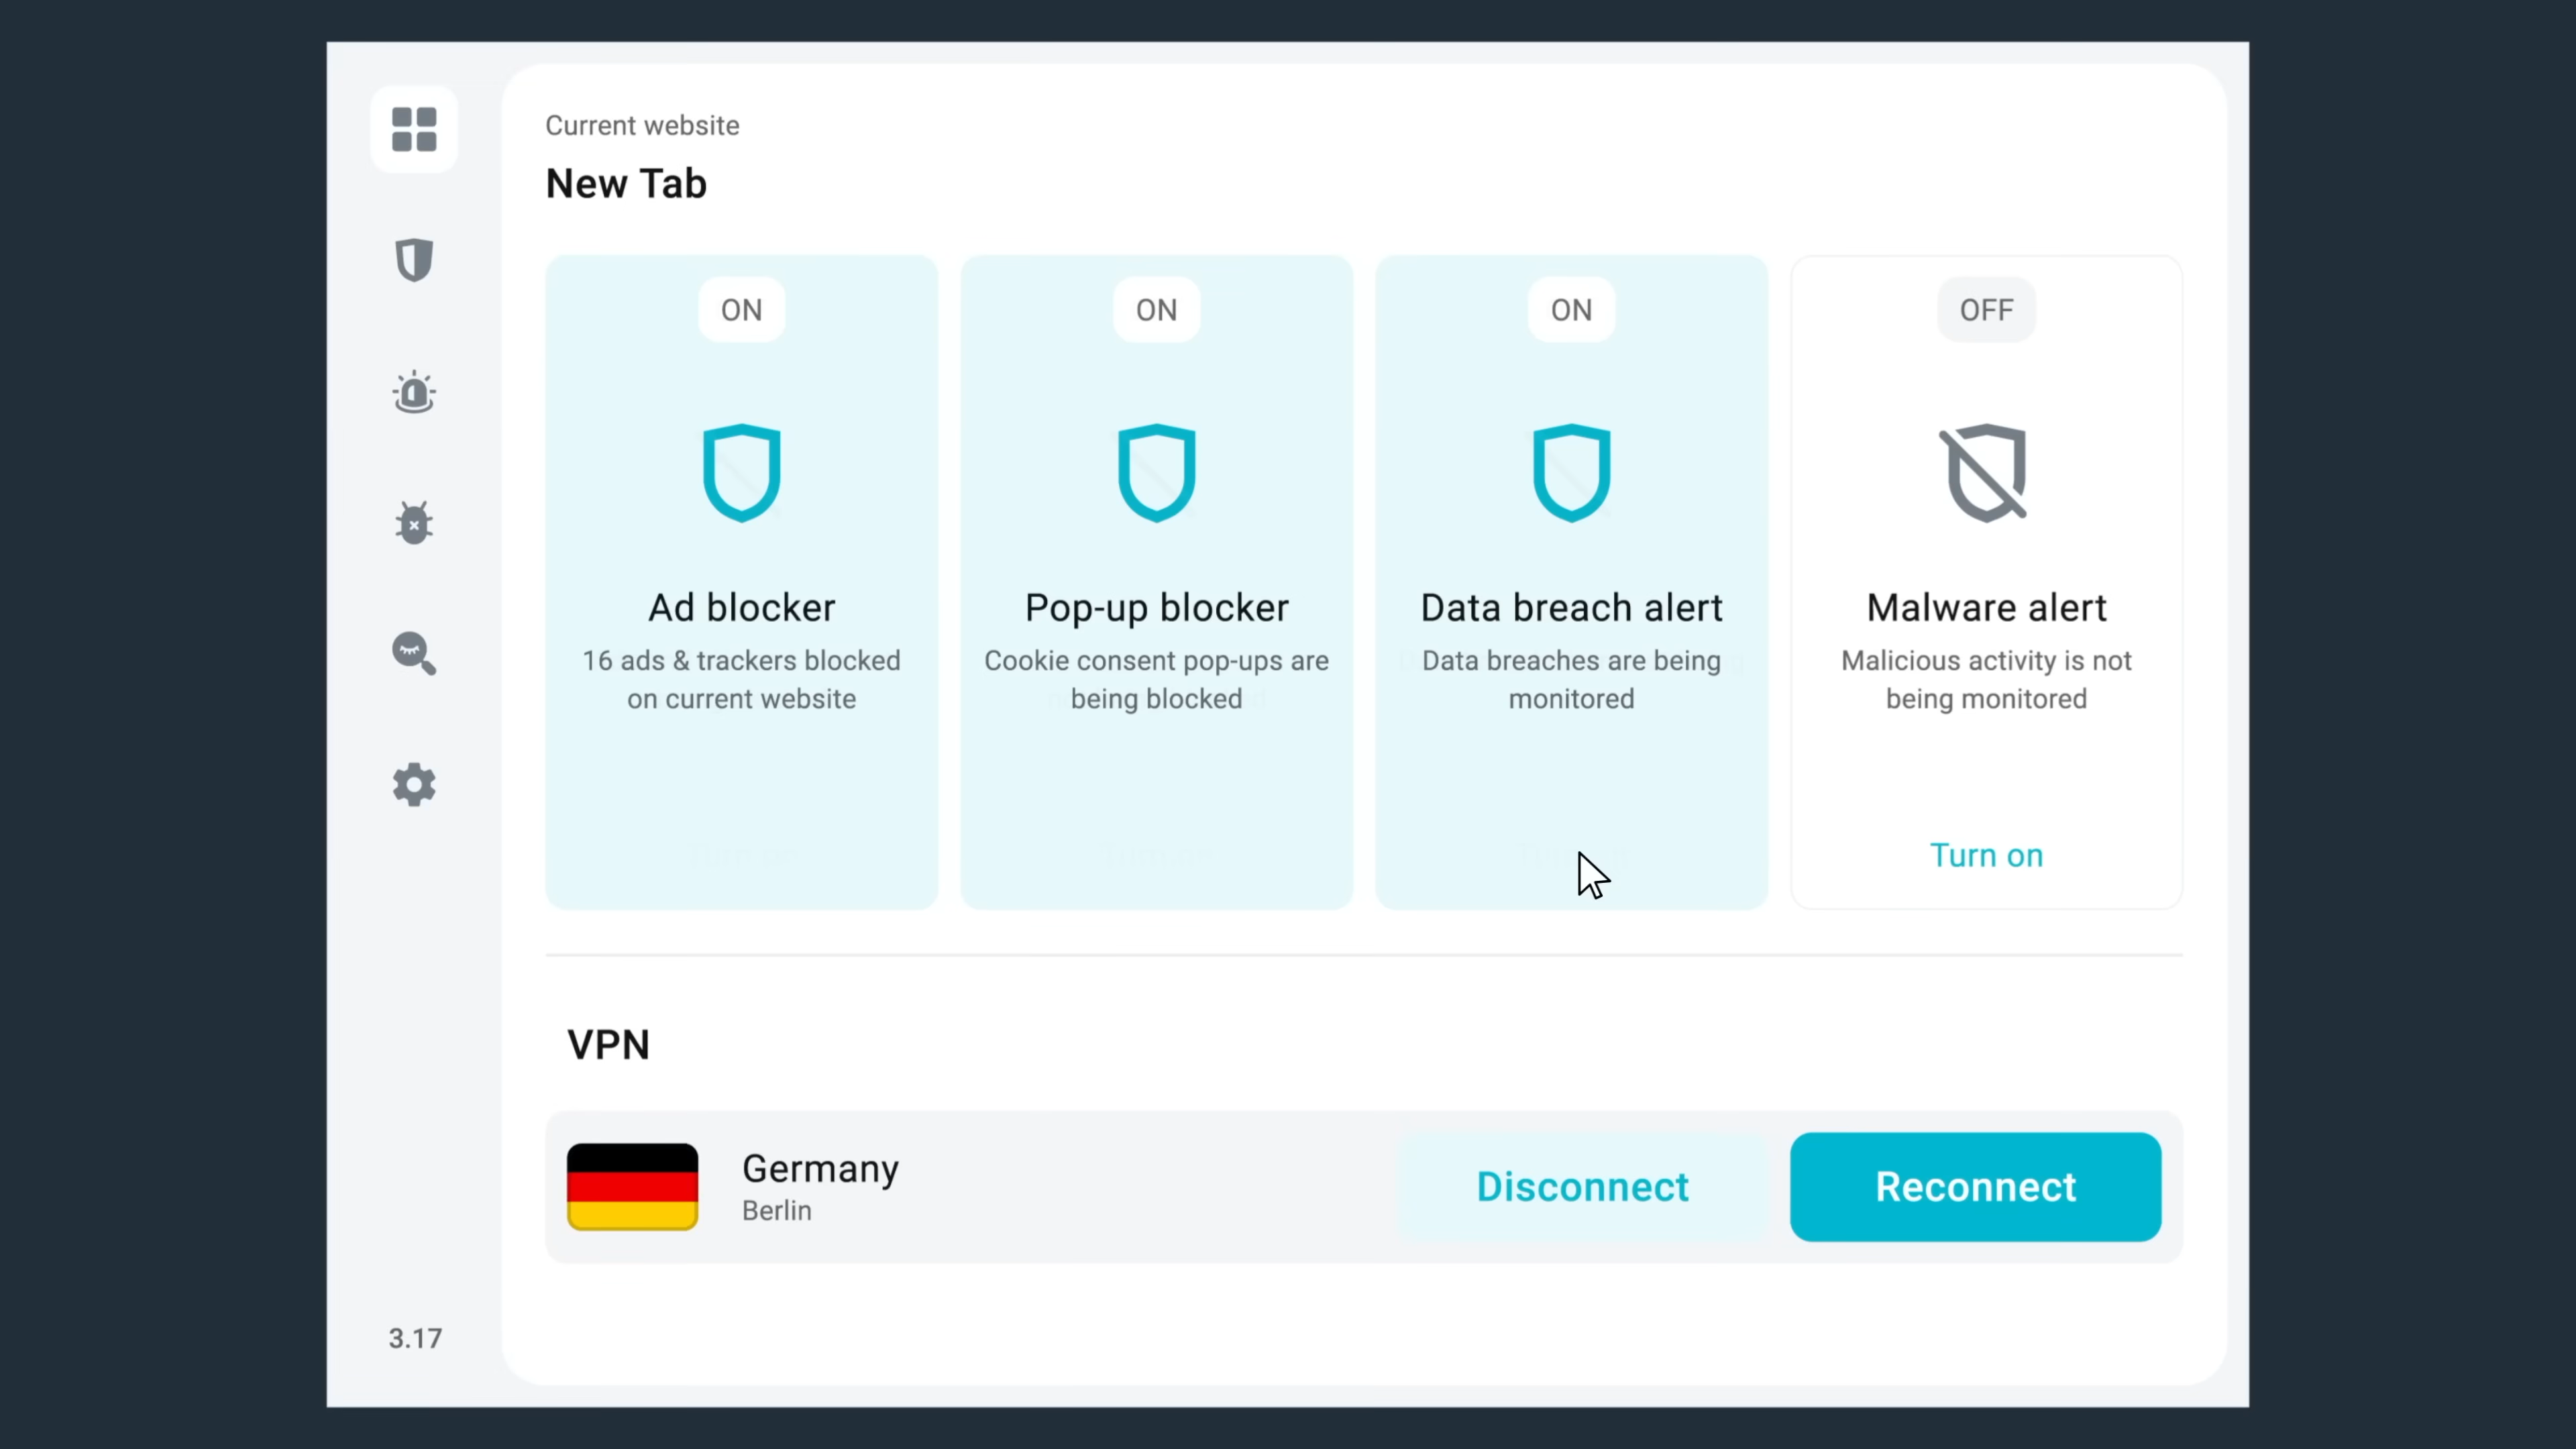 Current website
New Tab
ON
Ad blocker
16 ads & trackers blocked
on current website
ON
Pop-up blocker
Cookie consent pop-ups are
being blocked
ON
Data breach alert
Data breaches are being
monitored
OFF
Malware alert
Malicious activity is not
being monitored
Turn on
VPN
Germany
Berlin
Disconnect
Reconnect
3.17